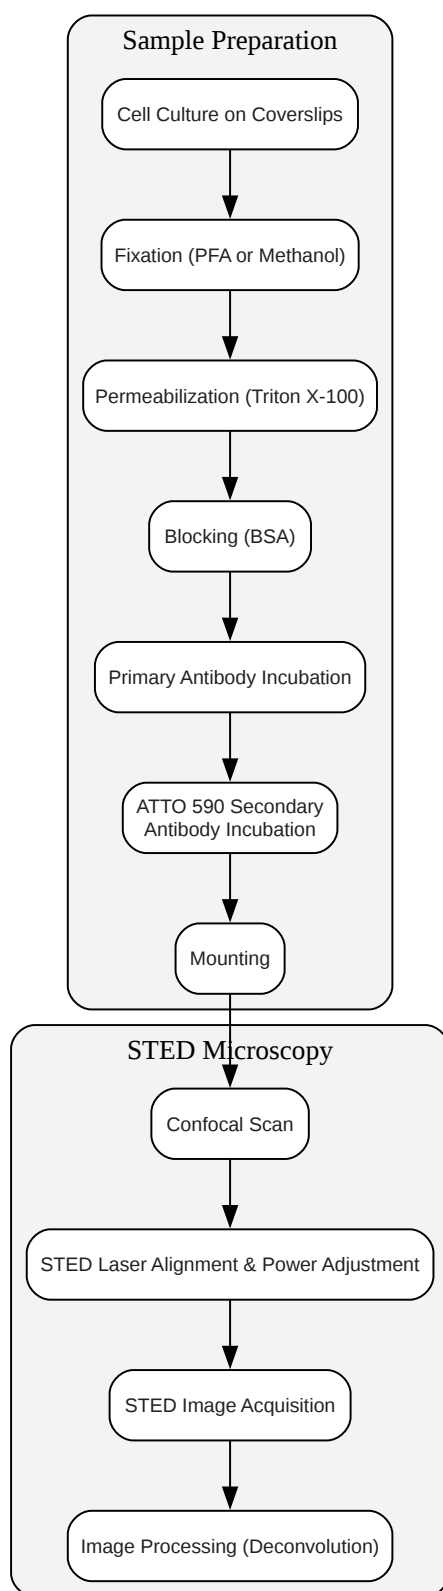 Sample Preparation
Cell Culture on Coverslips
Fixation (PFA or Methanol)
Permeabilization (Triton X-100)
Blocking (BSA)
Primary Antibody Incubation
ATTO 590 Secondary
Antibody Incubation
Mounting
STED Microscopy
Confocal Scan
STED Laser Alignment & Power Adjustment
STED Image Acquisition
Image Processing (Deconvolution)